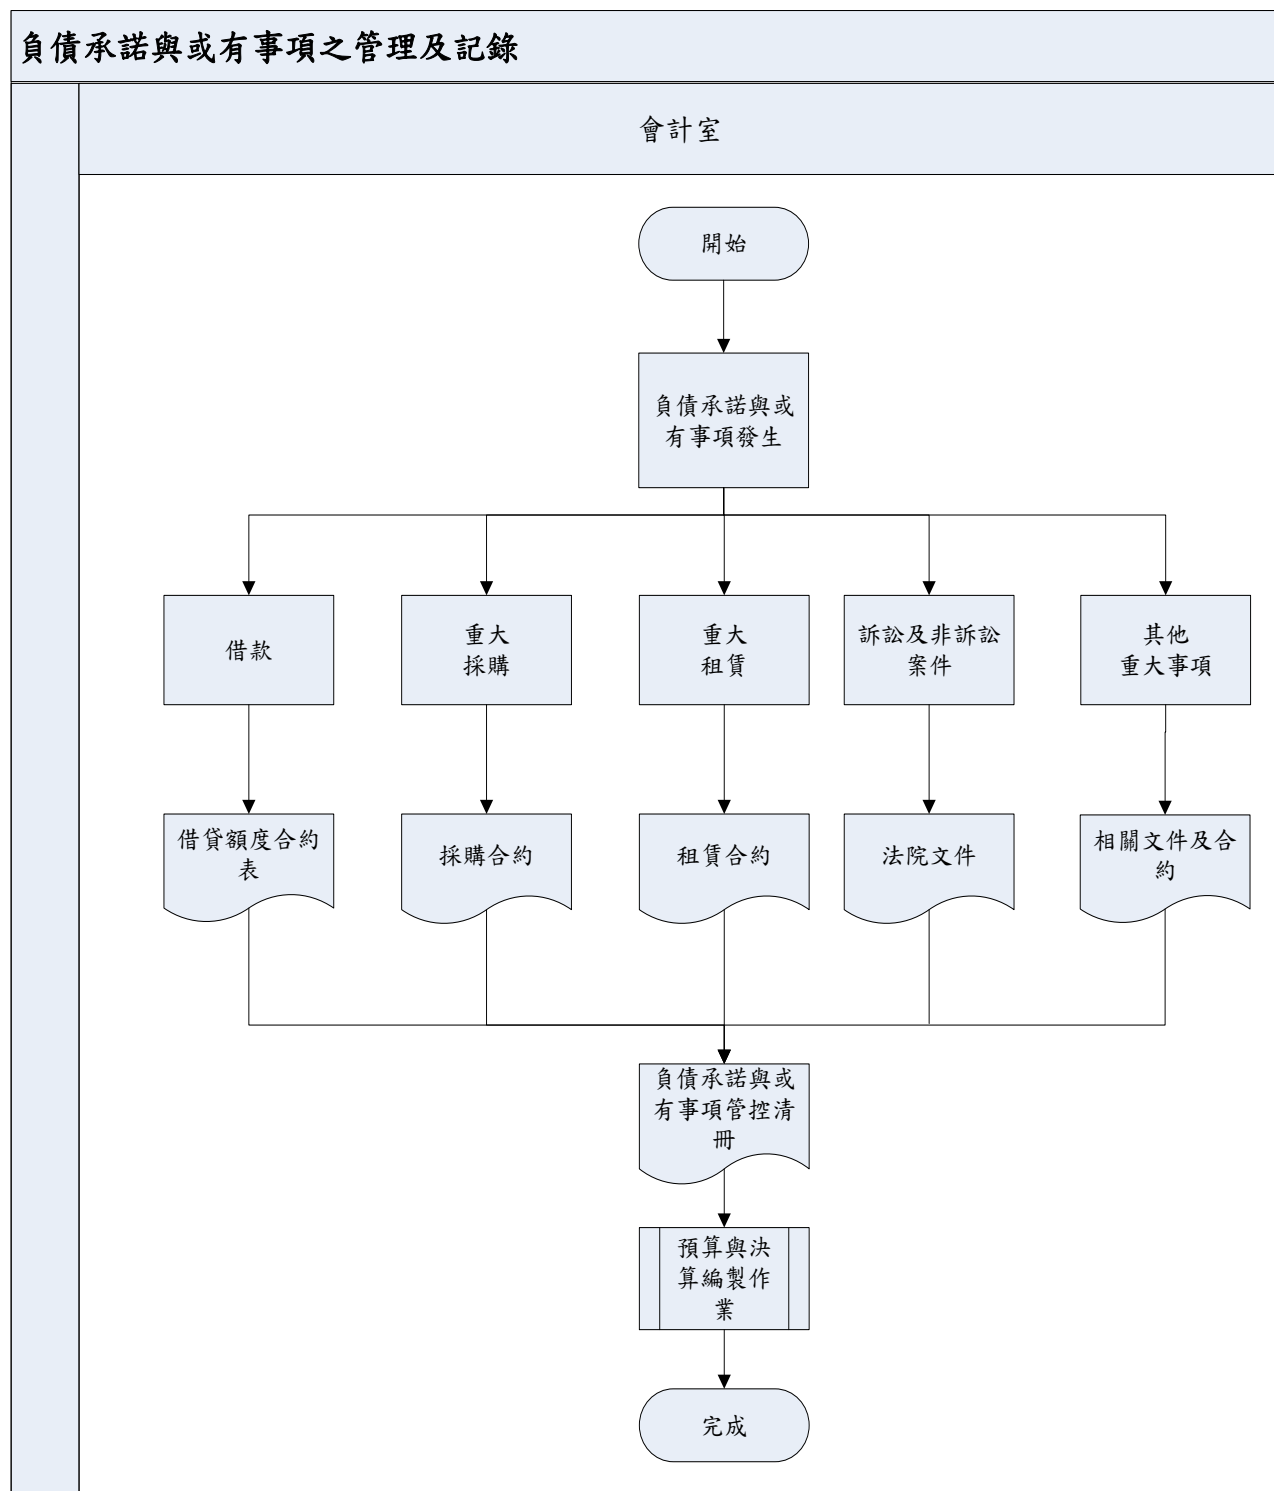 負債承諾與或有事項之管理及記錄
會計室
開始
負債承諾與或
有事項發生
借款
重大
採購
重大
租賃
訴訟及非訴訟
案件
其他
重大事項
借貸額度合約
表
採購合約
租賃合約
法院文件
相關文件及合
約
負債承諾與或
有事項管控清
冊
預算與決
算編製作
業
完成